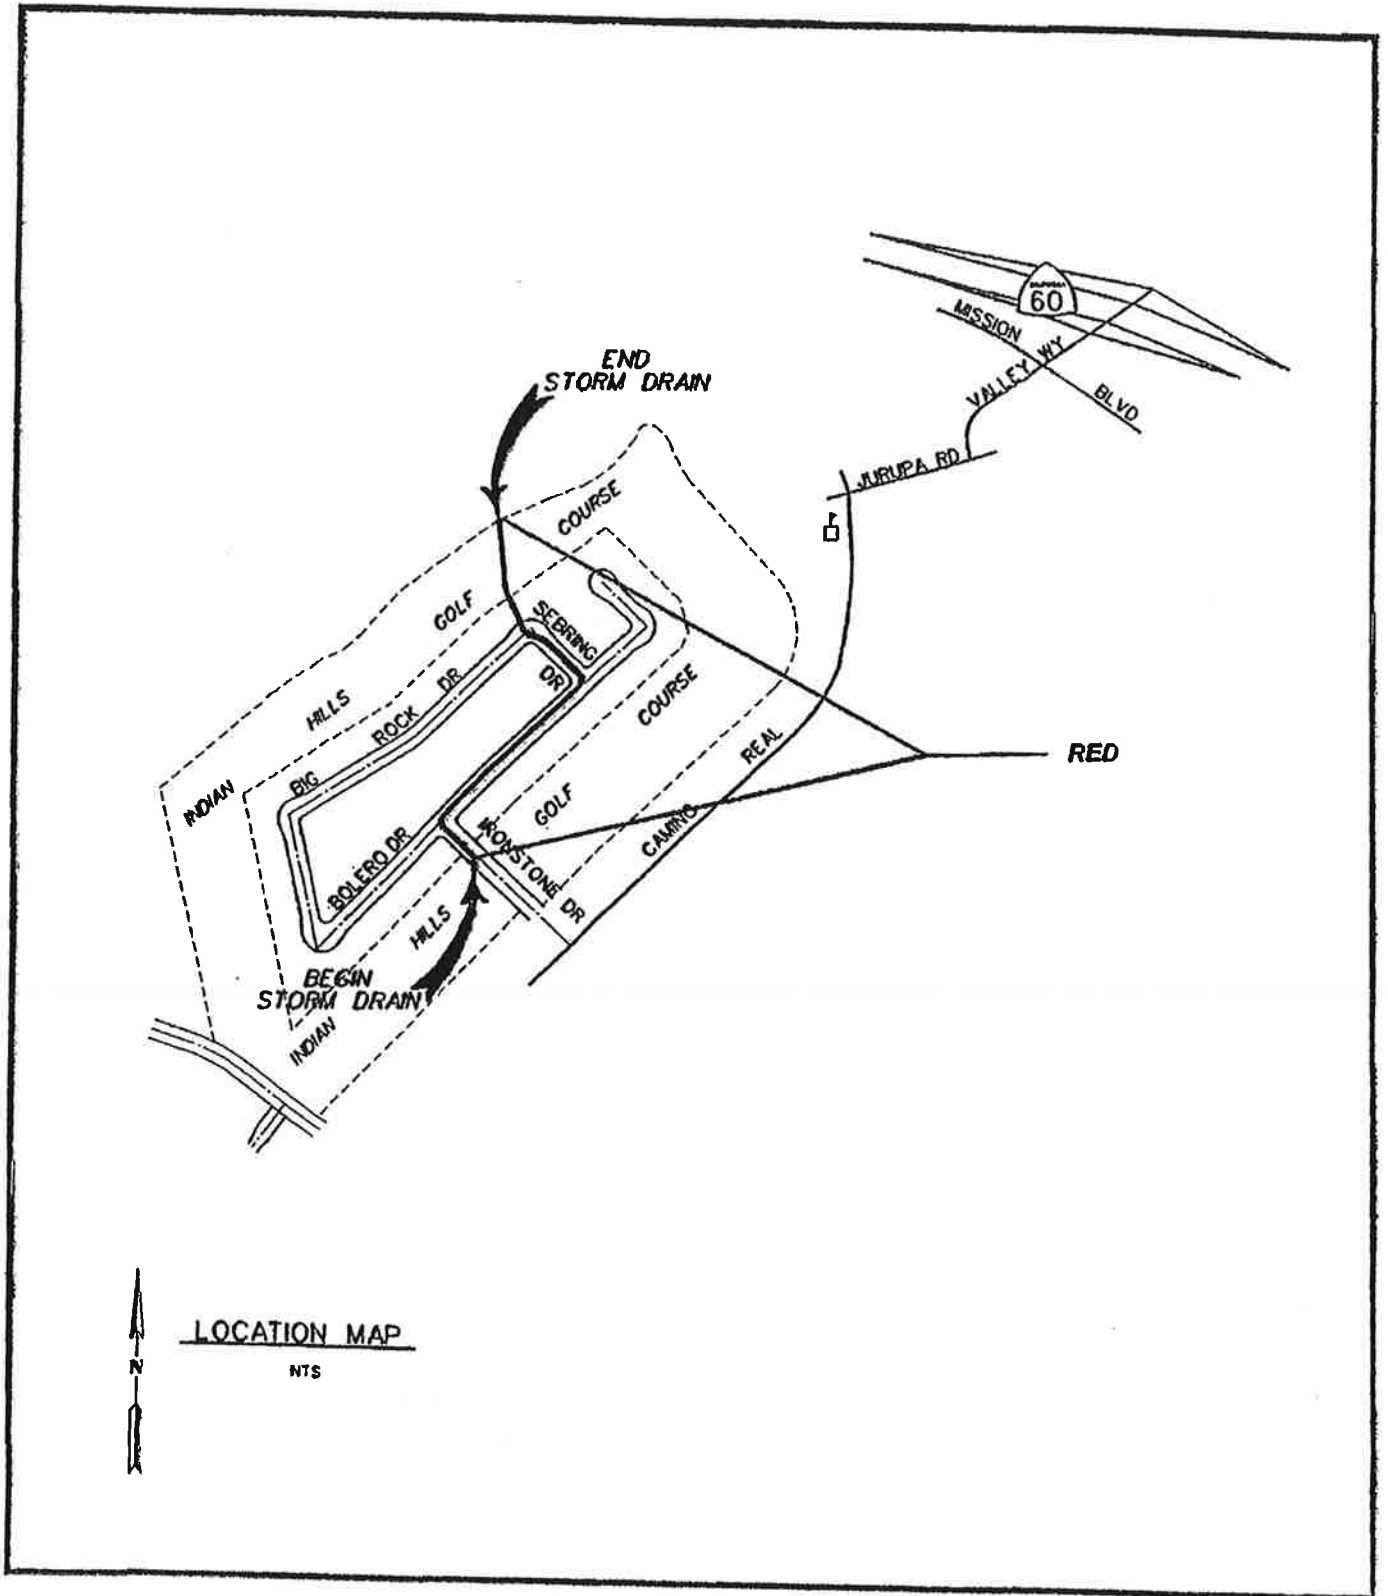 60
MISSION
BLVD
VALLEY WY
JURUPA RD
END
STORM DRAIN
COURSE
GOLF
HILLS
INDIAN
SEBRING
DR
BIG ROCK DR
BOLERO DR
IRONSTONE DR
COURSE
GOLF
HILLS
INDIAN
CAMINO REAL
RED
BEGIN
STORM DRAIN
N
LOCATION MAP
NTS